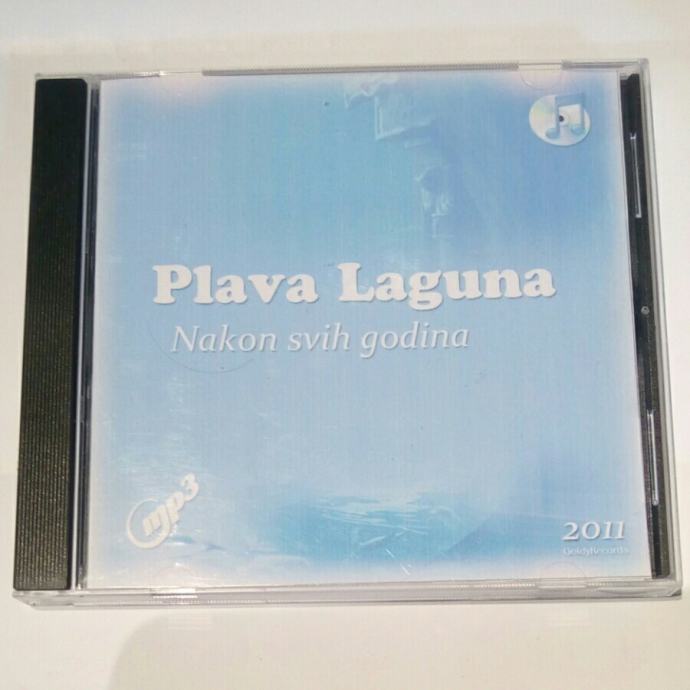 Plava Laguna
Nakon svih godina
mp3
2011
GoldyRecords